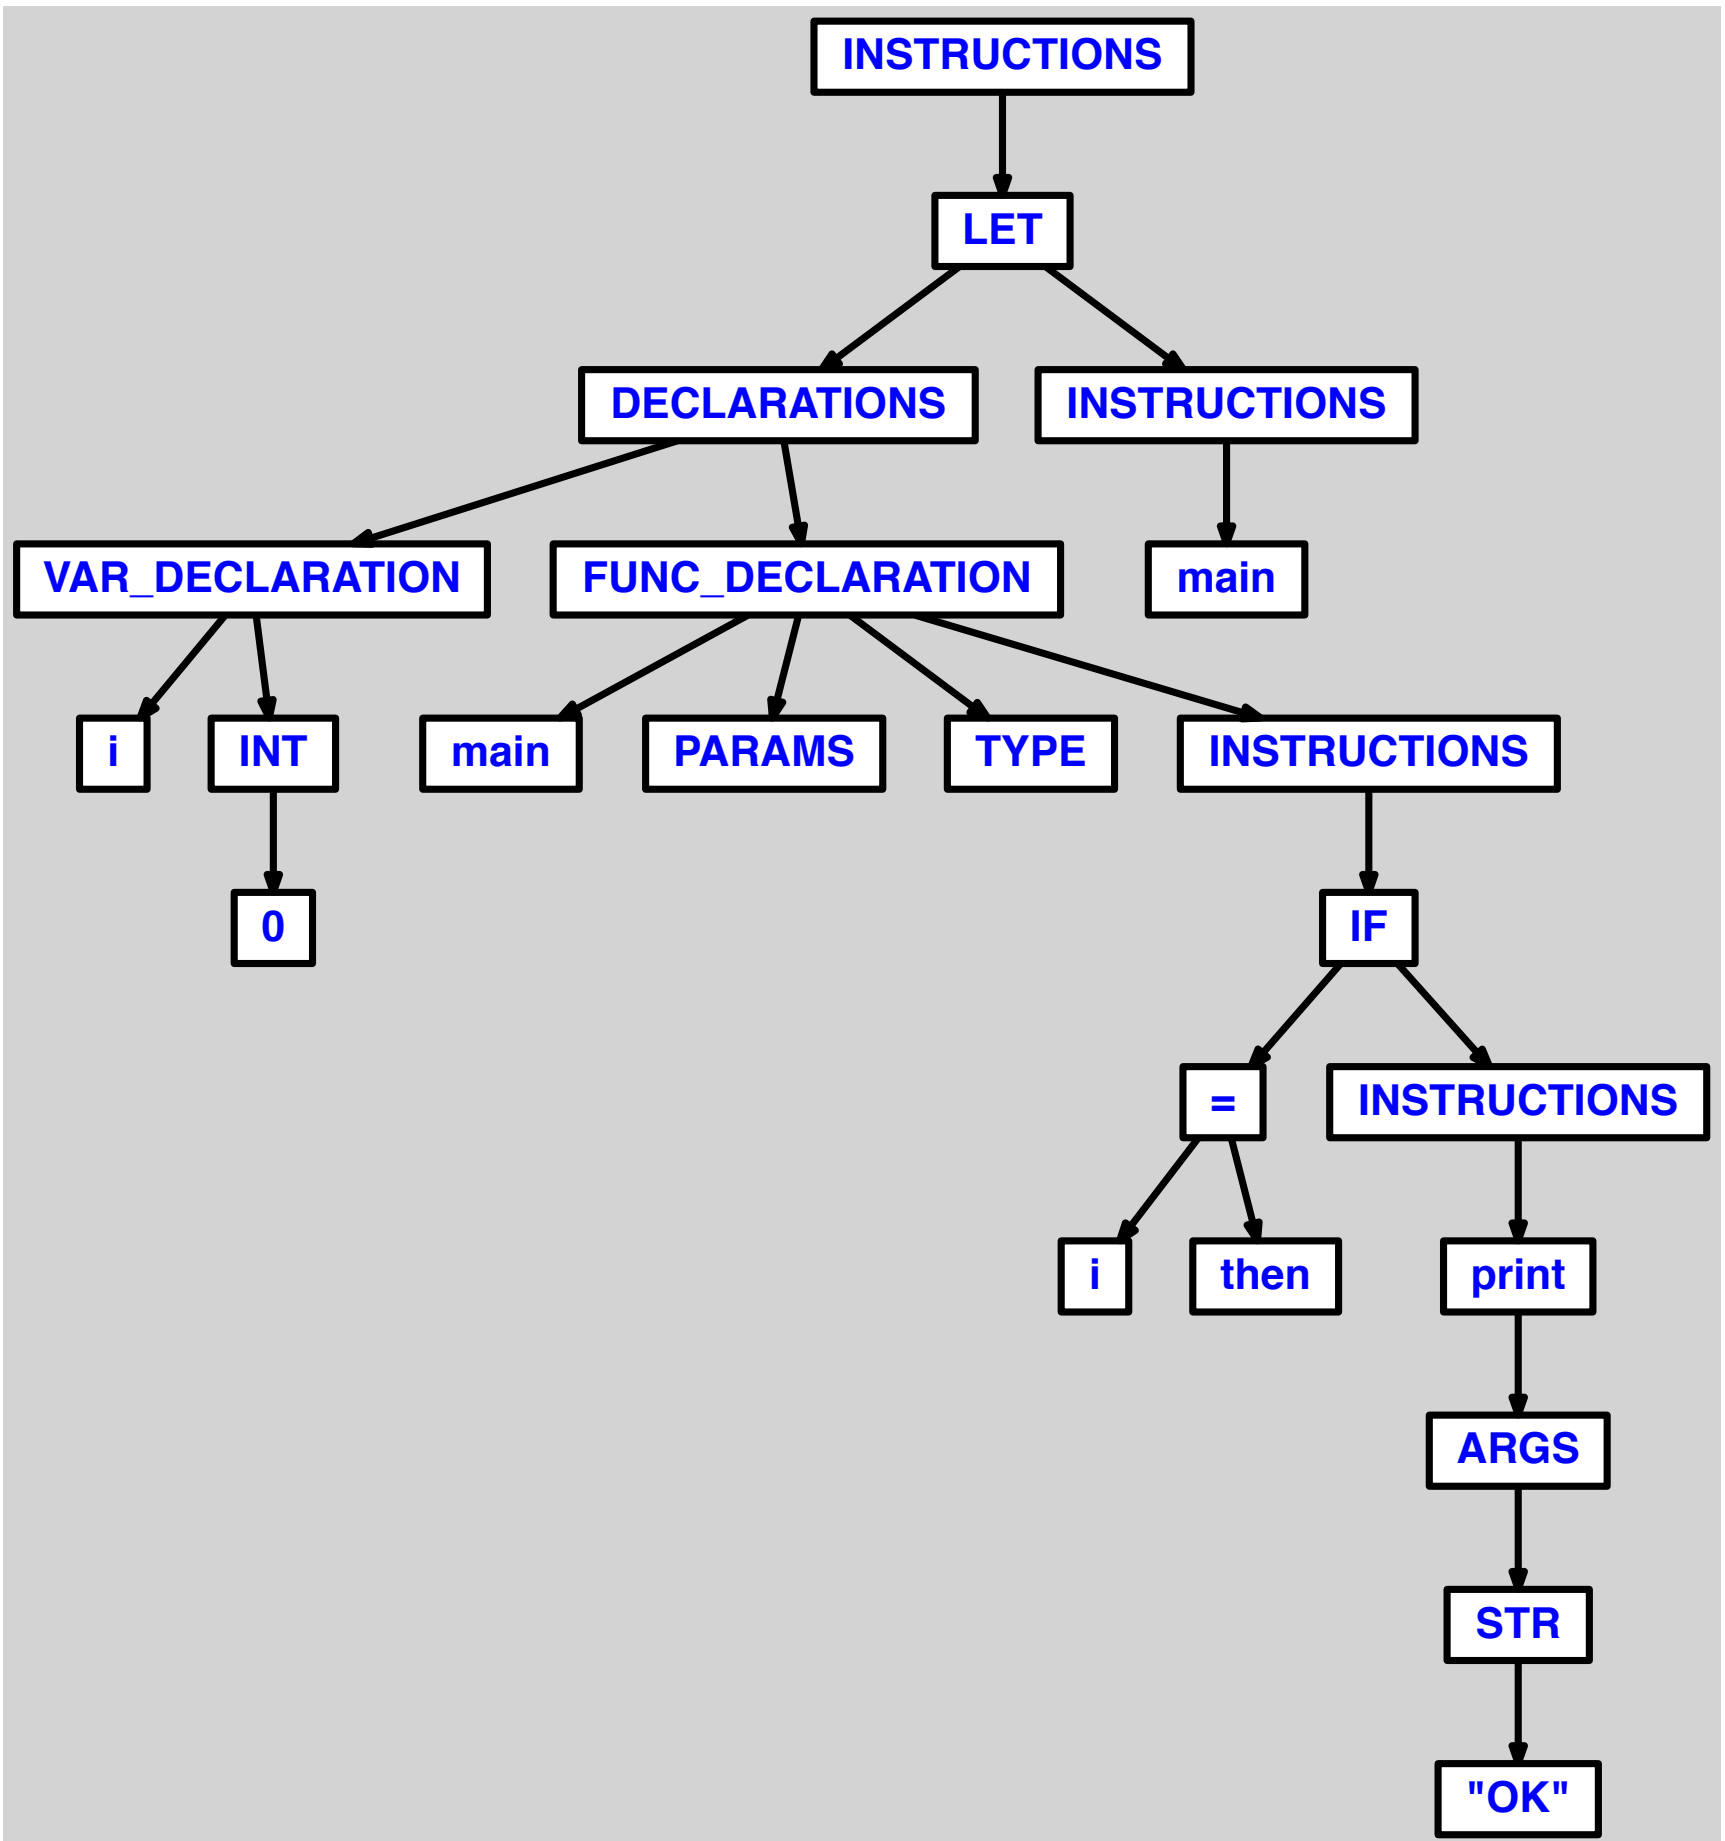 INSTRUCTIONS
LET
DECLARATIONS INSTRUCTIONS
VAR_DECLARATION FUNC_DECLARATION main
i INT main PARAMS TYPE INSTRUCTIONS
0 IF
= INSTRUCTIONS
i then print
ARGS
STR
"OK"